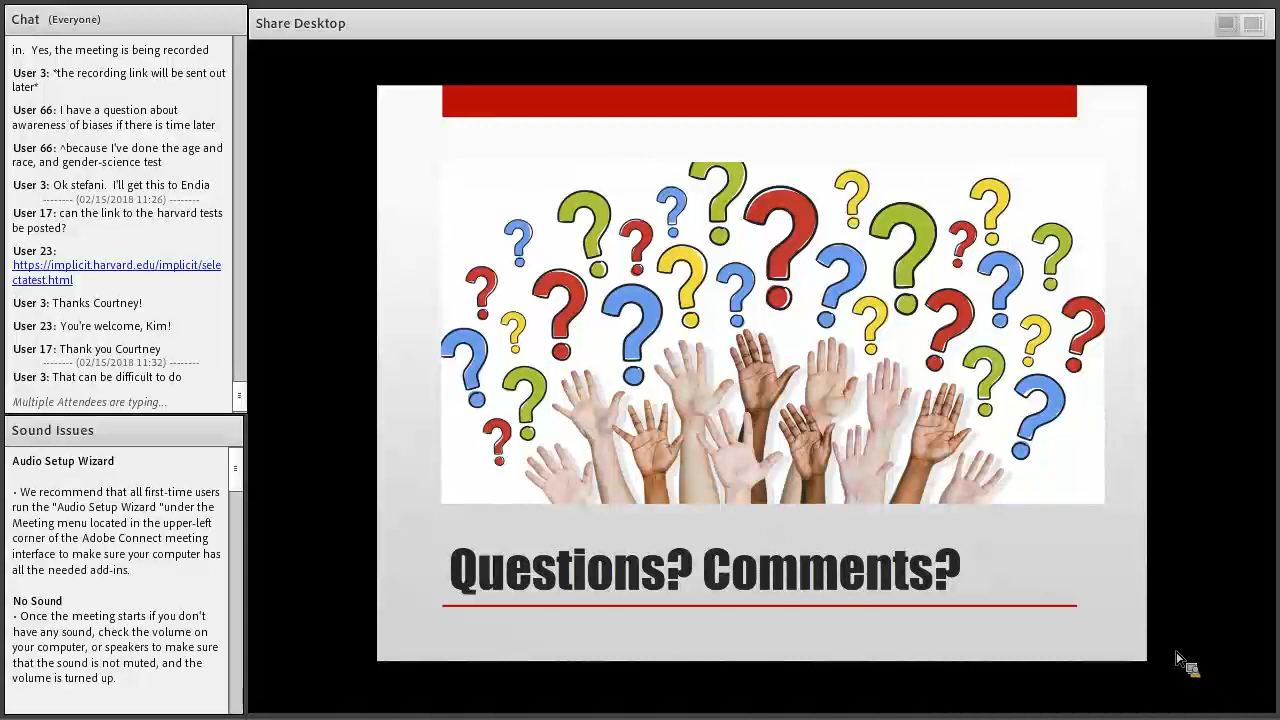 Chat (Everyone)
in. Yes, the meeting is being recorded
User 3: *the recording link will be sent out
later*
User 66: I have a question about
awareness of biases if there is time later
User 66: ^because I've done the age and
race, and gender-science test
User 3: Ok stefani. I'll get this to Endia
-------- (02/15/2018 11:26) --------
User 17: can the link to the harvard tests
be posted?
User 23:
https://implicit.harvard.edu/implicit/sele
ctatest.html
User 3: Thanks Courtney!
User 23: You're welcome, Kim!
User 17: Thank you Courtney
-------- (02/15/2018 11:32) --------
User 3: That can be difficult to do
Multiple Attendees are typing...
Sound Issues
Audio Setup Wizard
• We recommend that all first-time users
run the "Audio Setup Wizard "under the
Meeting menu located in the upper-left
corner of the Adobe Connect meeting
interface to make sure your computer has
all the needed add-ins.
No Sound
• Once the meeting starts if you don't
have any sound, check the volume on
your computer, or speakers to make sure
that the sound is not muted, and the
volume is turned up.
Share Desktop
Questions? Comments?